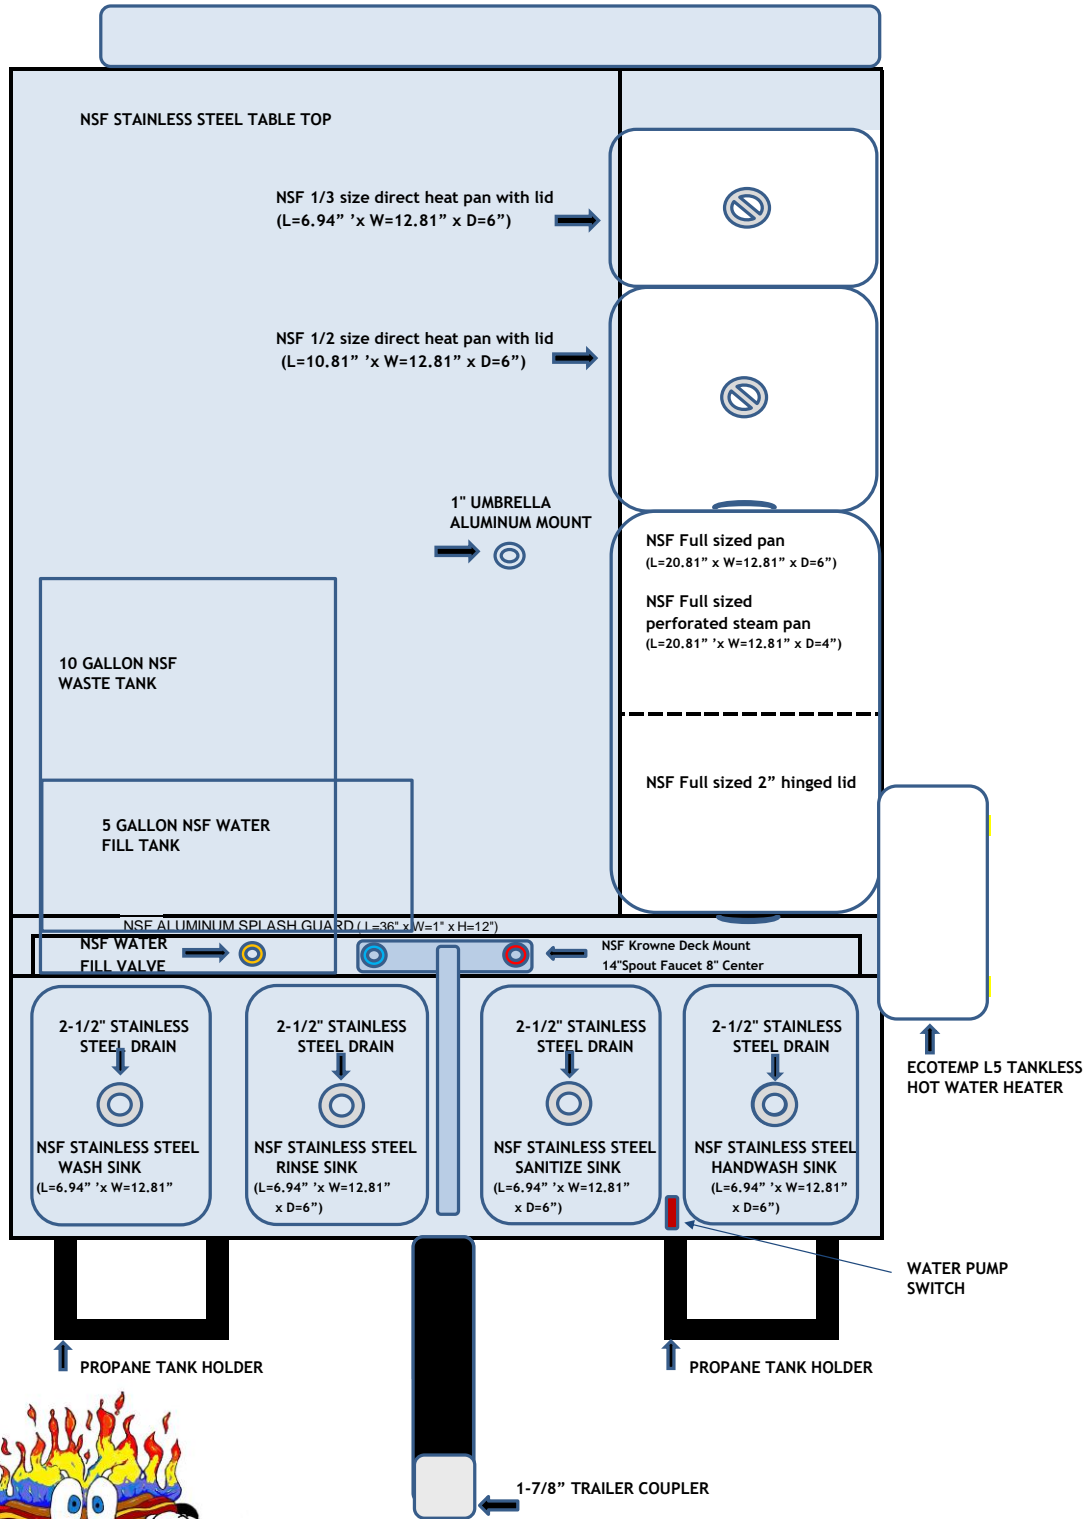 NSF STAINLESS STEEL TABLE TOP
NSF 1/3 size direct heat pan with lid
(L=6.94” ’x W=12.81” x D=6”)
NSF 1/2 size direct heat pan with lid
(L=10.81” ’x W=12.81” x D=6”)
1" UMBRELLA
ALUMINUM MOUNT
NSF Full sized pan
(L=20.81” x W=12.81” x D=6”)
NSF Full sized
perforated steam pan
(L=20.81” ’x W=12.81” x D=4”)
10 GALLON NSF
WASTE TANK
NSF Full sized 2” hinged lid
5 GALLON NSF WATER
FILL TANK
NSF ALUMINUM SPLASH GUARD ( L=36" x W=1" x H=12")
NSF WATER
FILL VALVE
NSF Krowne Deck Mount
14"Spout Faucet 8" Center
2-1/2" STAINLESS
STEEL DRAIN
2-1/2" STAINLESS
STEEL DRAIN
2-1/2" STAINLESS
STEEL DRAIN
2-1/2" STAINLESS
STEEL DRAIN
ECOTEMP L5 TANKLESS
HOT WATER HEATER
NSF STAINLESS STEEL
WASH SINK
(L=6.94” ’x W=12.81”
NSF STAINLESS STEEL
RINSE SINK
(L=6.94” ’x W=12.81”
x D=6”)
NSF STAINLESS STEEL
SANITIZE SINK
(L=6.94” ’x W=12.81”
x D=6”)
NSF STAINLESS STEEL
HANDWASH SINK
(L=6.94” ’x W=12.81”
x D=6”)
WATER PUMP
SWITCH
PROPANE TANK HOLDER
PROPANE TANK HOLDER
1-7/8” TRAILER COUPLER